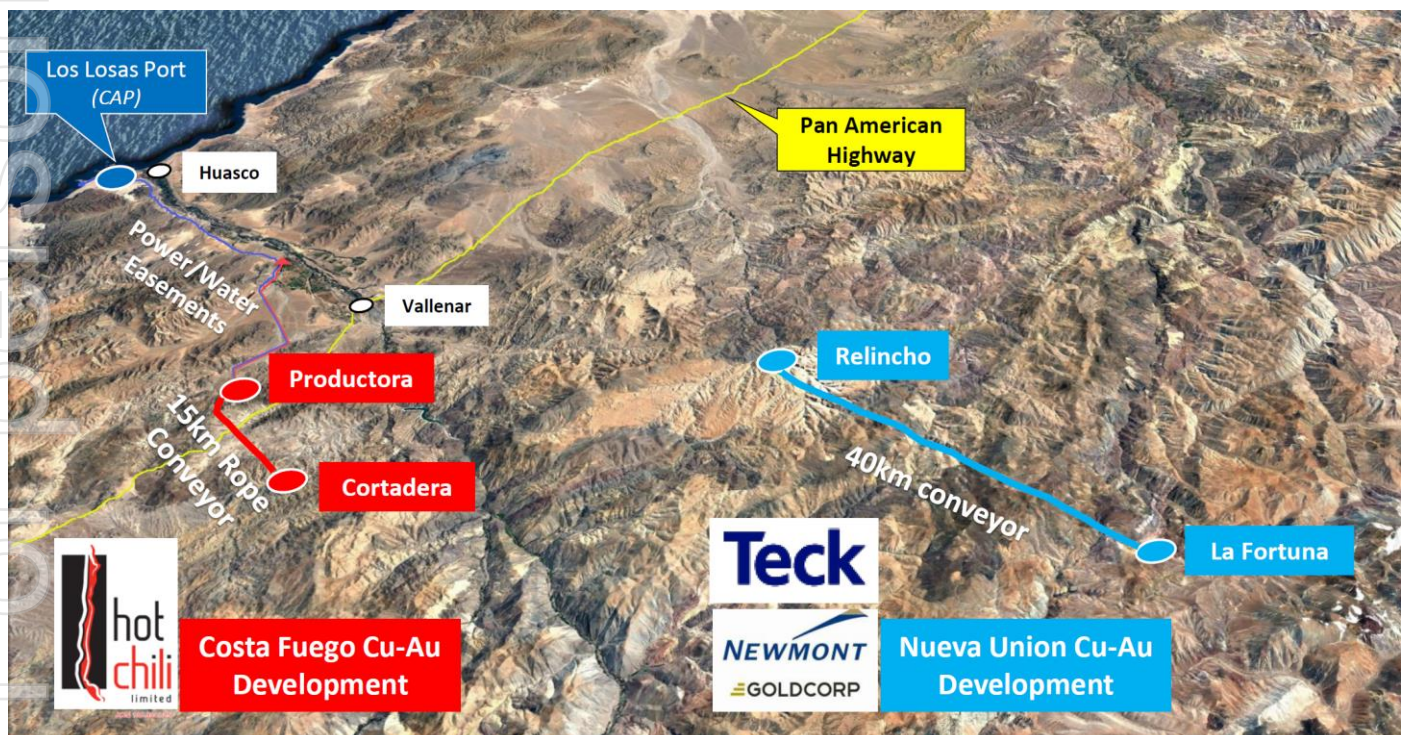 Los Losas Port
(CAP)
Huasco
Pan American
Highway
Power/Water
Easements
Vallenar
Productora
Relincho
15km Rope
Conveyor
Cortadera
40km conveyor
La Fortuna
hot
chili
limited
Costa Fuego Cu-Au
Development
Teck
NEWMONT
GOLDCORP
Nueva Union Cu-Au
Development